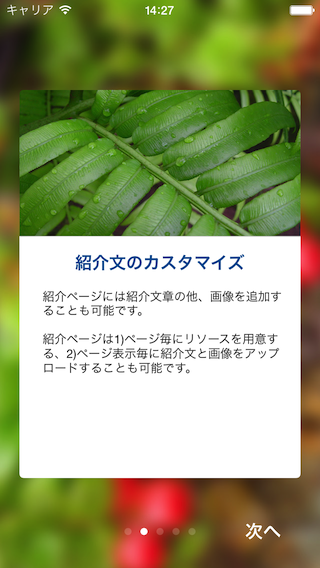 キャリア 14:27
紹介文のカスタマイズ
紹介ページには紹介文章の他、画像を追加す
ることも可能です。
紹介ページは1)ページ毎にリソースを用意す
る、2)ページ表示毎に紹介文と画像をアップ
ロードすることも可能です。
次へ